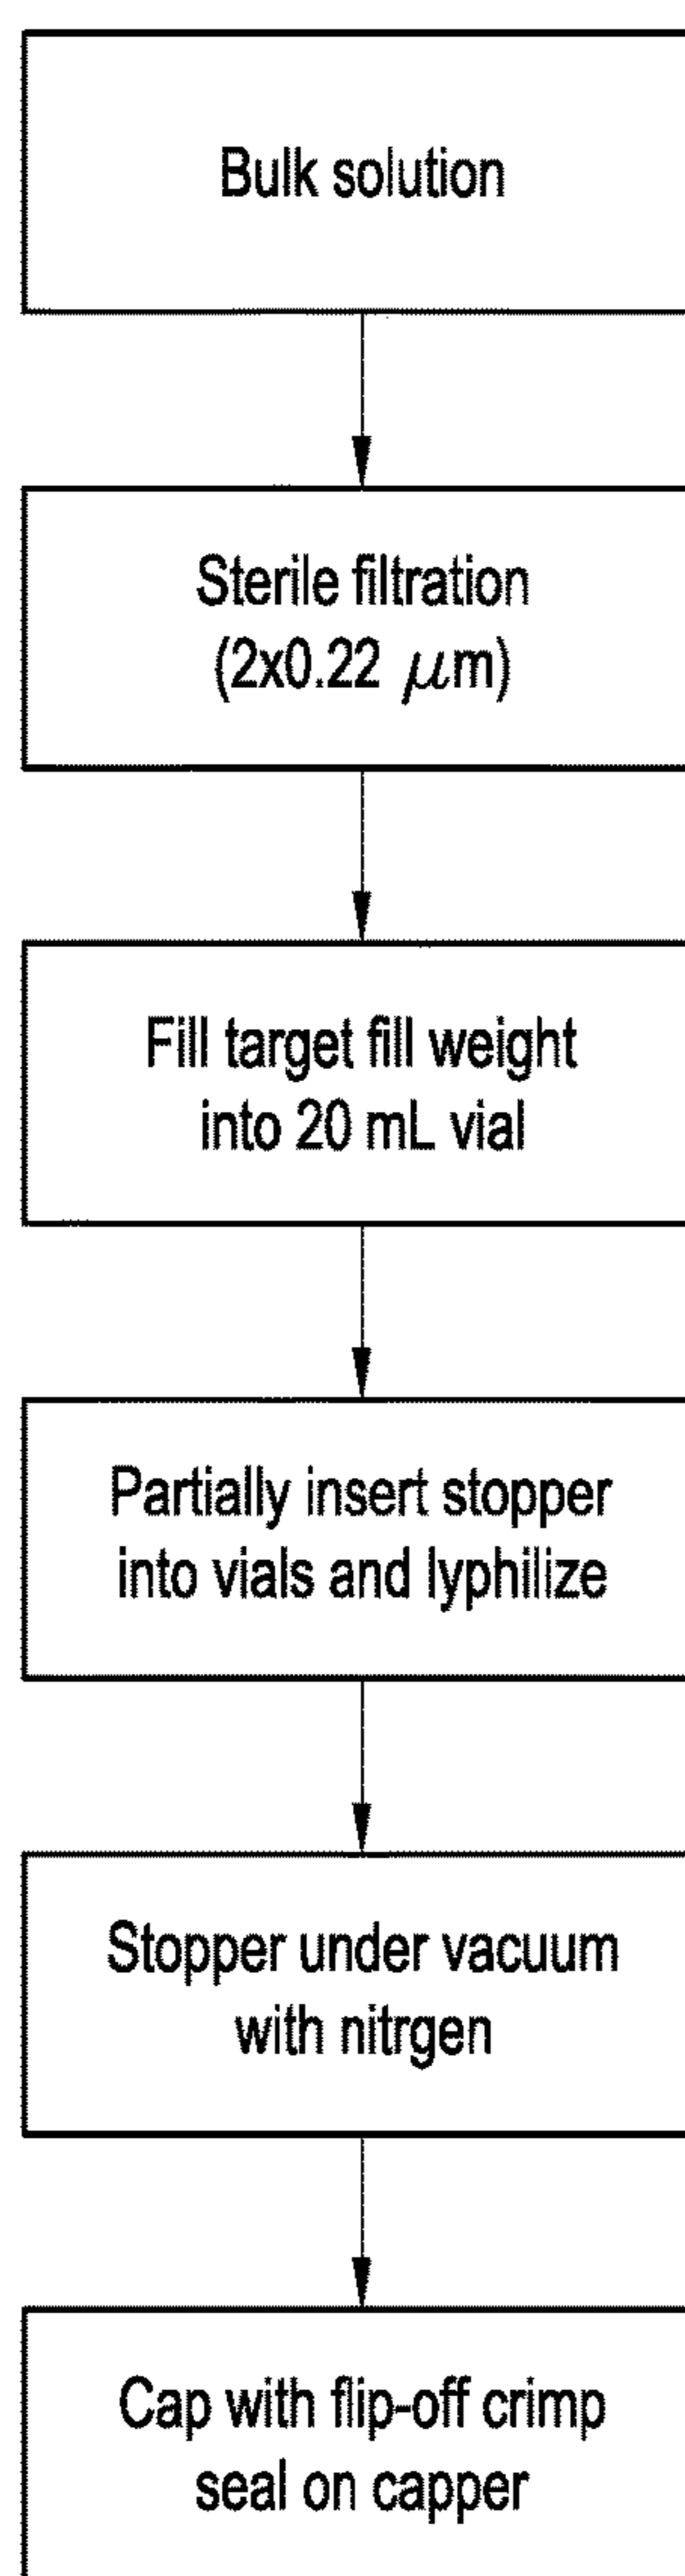 Bulk solution
Sterile filtration
(2x0.22 μm)
Fill target fill weight
into 20 mL vial
Partially insert stopper
into vials and lyphilize
Stopper under vacuum
with nitrgen
Cap with flip-off crimp
seal on capper